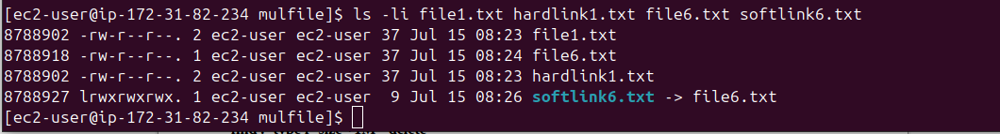 [ec2-user@ip-172-31-82-234 mulfile]$ ls -li file1.txt hardlink1.txt file6.txt softlink6.txt
8788902 -rw-r--r--. 2 ec2-user ec2-user 37 Jul 15 08:23 file1.txt
8788918 -rw-r--r--. 1 ec2-user ec2-user 37 Jul 15 08:24 file6.txt
8788902 -rw-r--r--. 2 ec2-user ec2-user 37 Jul 15 08:23 hardlink1.txt
8788927 lrwxrwxrwx. 1 ec2-user ec2-user  9 Jul 15 08:26 softlink6.txt -> file6.txt
[ec2-user@ip-172-31-82-234 mulfile]$